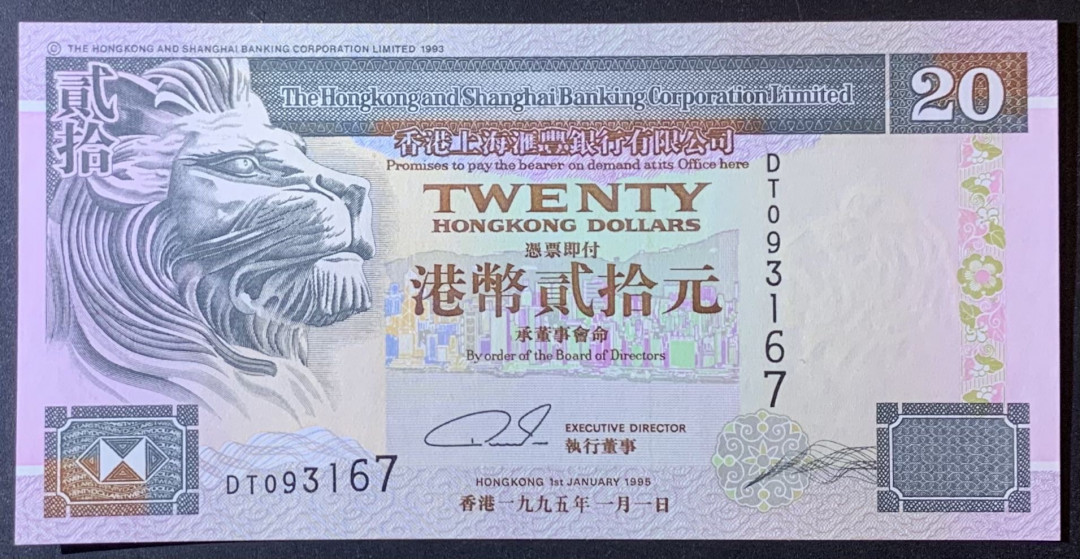 © THE HONGKONG AND SHANGHAI BANKING CORPORATION LIMITED 1993
貳拾
The Hongkong and Shanghai Banking Corporation Limited
20
香港上海滙豐銀行有限公司
Promises to pay the bearer on demand at its Office here
TWENTY
HONGKONG DOLLARS
憑票即付
港幣貳拾元
承董事會命
By order of the Board of Directors
DT093167
EXECUTIVE DIRECTOR
執行董事
DT093167
HONGKONG 1st JANUARY 1995
香港一九九五年一月一日